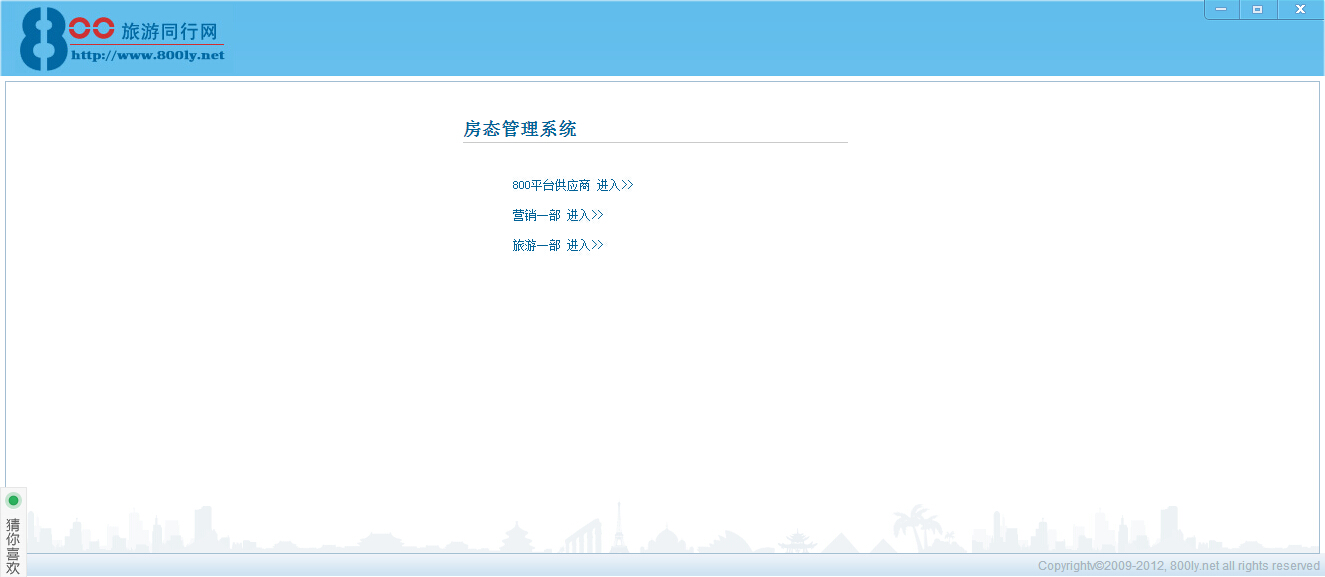 800 旅游同行网
http://www.800ly.net
房态管理系统
800平台供应商 进入>>
营销一部 进入>>
旅游一部 进入>>
猜你喜欢
Copyrightv©2009-2012, 800ly.net all rights reserved